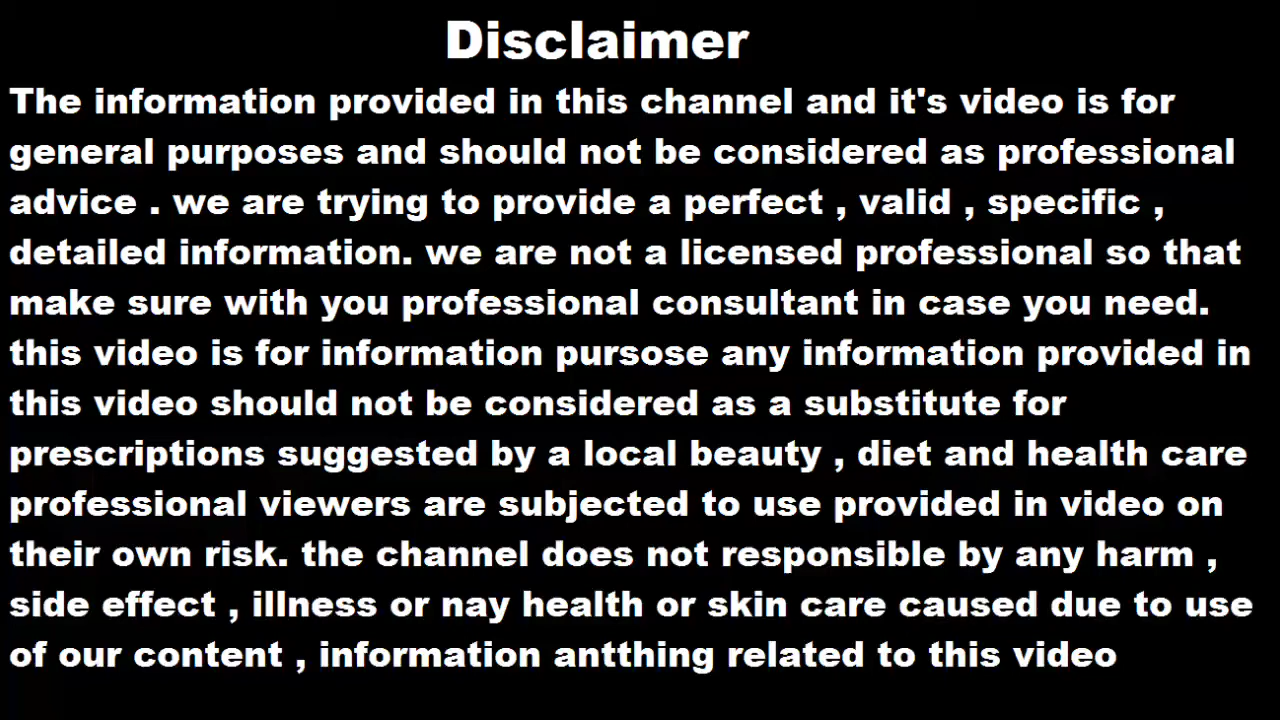 Disclaimer
The information provided in this channel and it's video is for
general purposes and should not be considered as professional
advice . we are trying to provide a perfect , valid , specific ,
detailed information. we are not a licensed professional so that
make sure with you professional consultant in case you need.
this video is for information pursose any information provided in
this video should not be considered as a substitute for
prescriptions suggested by a local beauty , diet and health care
professional viewers are subjected to use provided in video on
their own risk. the channel does not responsible by any harm ,
side effect , illness or nay health or skin care caused due to use
of our content , information antthing related to this video